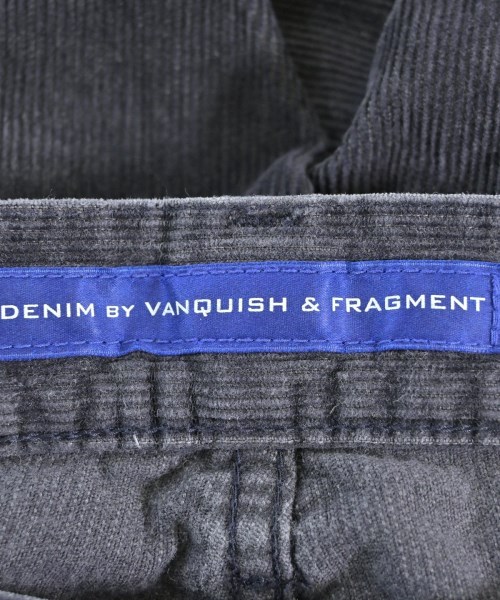 DENIM BY VANQUISH & FRAGMENT